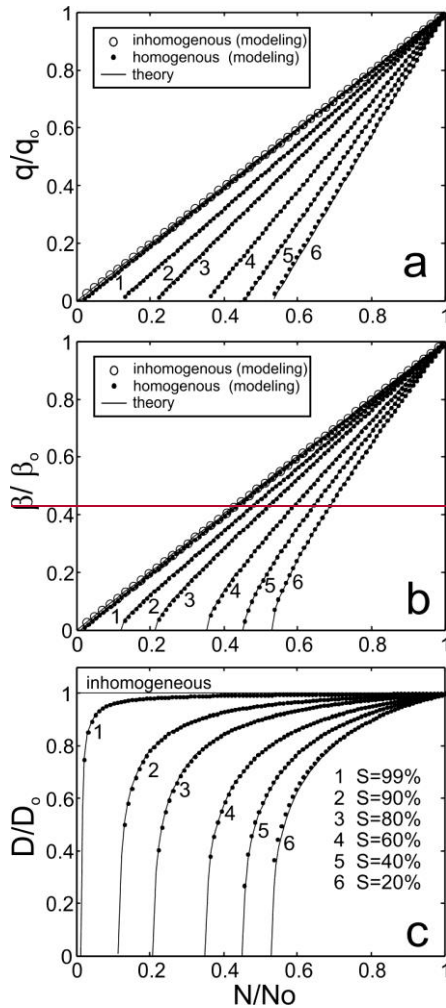 1
inhomogenous (modeling)
homogenous (modeling)
theory
0.8
0.6
q/qo
0.4
0.2
1 2 3 4 5 6
a
0
0 0.2 0.4 0.6 0.8 1
1
inhomogenous (modeling)
homogenous (modeling)
theory
0.8
0.6
β/ βo
0.4
0.2
1 2 3 4 5 6
b
0
0 0.2 0.4 0.6 0.8 1
inhomogeneous
1
0.8
0.6
D/Do
0.4
0.2
0
1 2 3 4 5 6
1 S=99%
2 S=90%
3 S=80%
4 S=60%
5 S=40%
6 S=20%
c
0 0.2 0.4 0.6 0.8 1
N/No